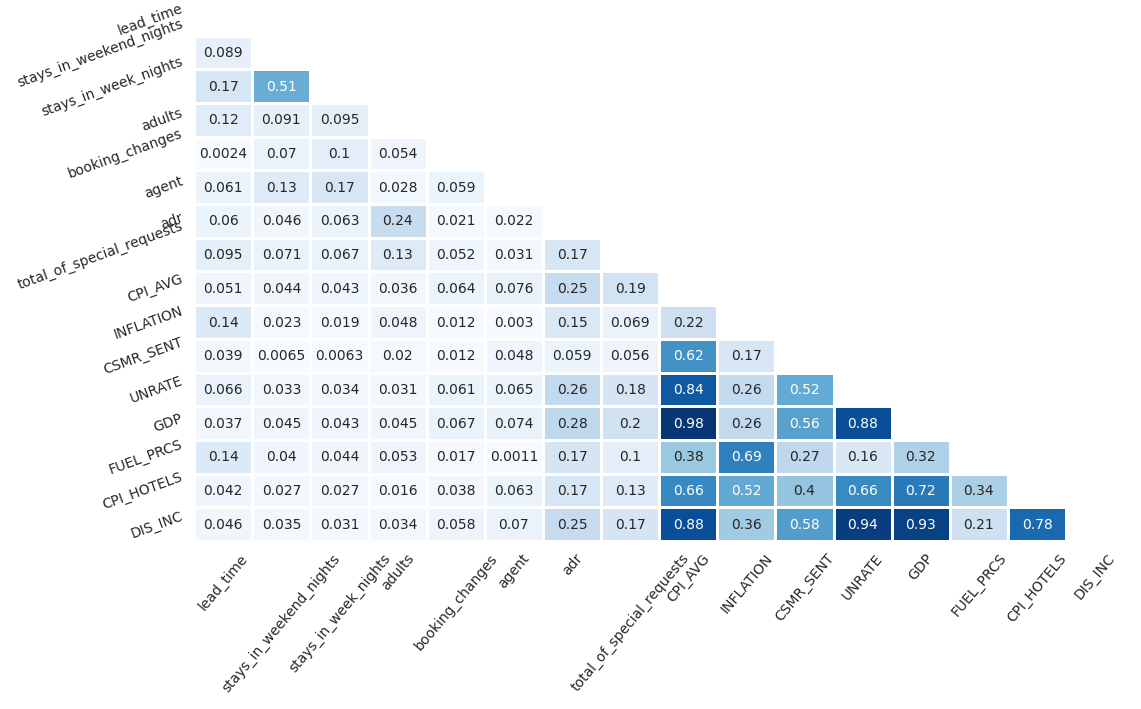 lead_time
stays_in_weekend_nights
0.089
stays_in_week_nights
0.17 0.51
adults
0.12 0.091 0.095
booking_changes
0.0024 0.07 0.1 0.054
agent
0.061 0.13 0.17 0.028 0.059
adr
0.06 0.046 0.063 0.24 0.021 0.022
total_of_special_requests
0.095 0.071 0.067 0.13 0.052 0.031 0.17
CPI_AVG
0.051 0.044 0.043 0.036 0.064 0.076 0.25 0.19
INFLATION
0.14 0.023 0.019 0.048 0.012 0.003 0.15 0.069 0.22
CSMR_SENT
0.039 0.0065 0.0063 0.02 0.012 0.048 0.059 0.056 0.62 0.17
UNRATE
0.066 0.033 0.034 0.031 0.061 0.065 0.26 0.18 0.84 0.26 0.52
GDP
0.037 0.045 0.043 0.045 0.067 0.074 0.28 0.2 0.98 0.26 0.56 0.88
FUEL_PRCS
0.14 0.04 0.044 0.053 0.017 0.0011 0.17 0.1 0.38 0.69 0.27 0.16 0.32
CPI_HOTELS
0.042 0.027 0.027 0.016 0.038 0.063 0.17 0.13 0.66 0.52 0.4 0.66 0.72 0.34
DIS_INC
0.046 0.035 0.031 0.034 0.058 0.07 0.25 0.17 0.88 0.36 0.58 0.94 0.93 0.21 0.78
lead_time
stays_in_weekend_nights
stays_in_week_nights
adults
booking_changes
agent
adr
total_of_special_requests
CPI_AVG
INFLATION
CSMR_SENT
UNRATE
GDP
FUEL_PRCS
CPI_HOTELS
DIS_INC